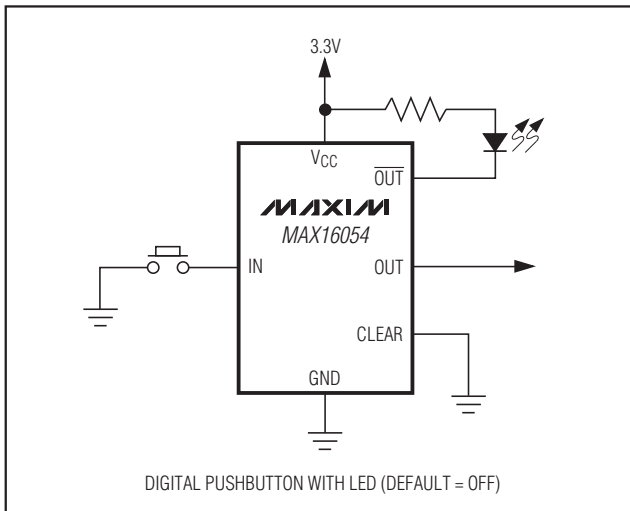 3.3V
VCC
OUT
MAXIM
MAX16054
IN
OUT
CLEAR
GND
DIGITAL PUSHBUTTON WITH LED (DEFAULT = OFF)